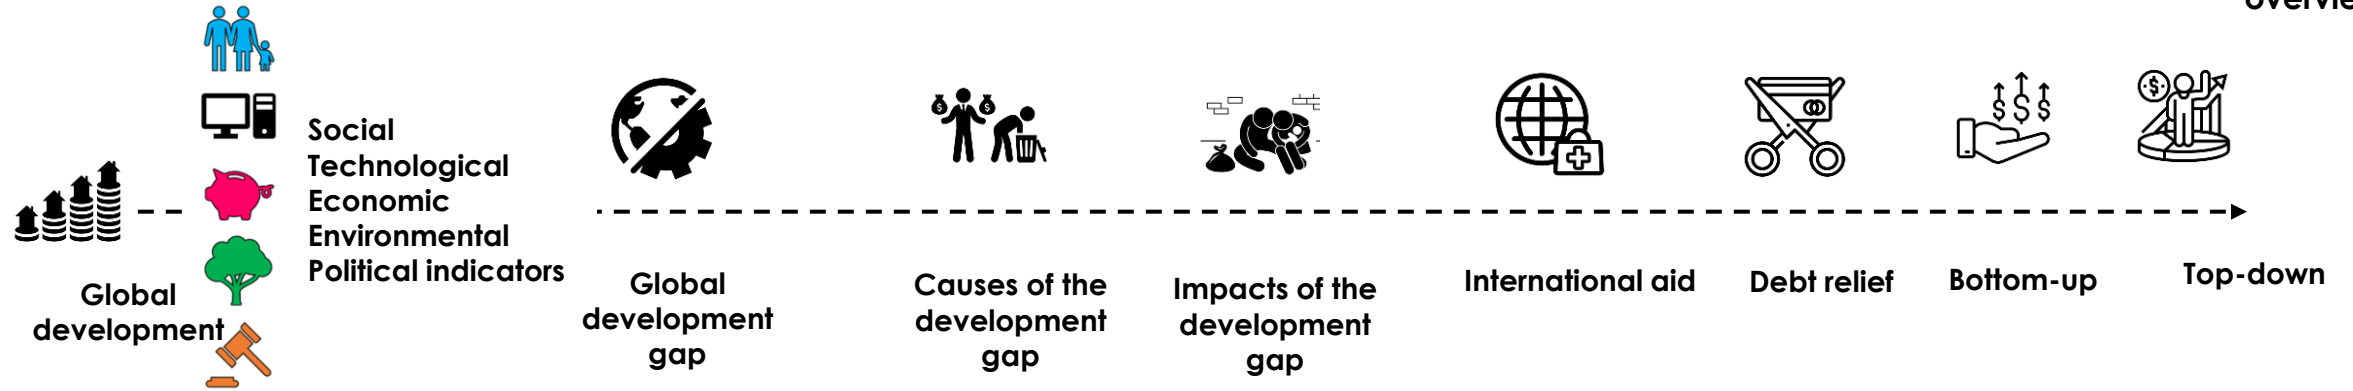 Social
Technological
Economic
Environmental
Political indicators
Global
development
Global
development
gap
Causes of the
development
gap
Impacts of the
development
gap
International aid
Debt relief
Bottom-up
Top-down